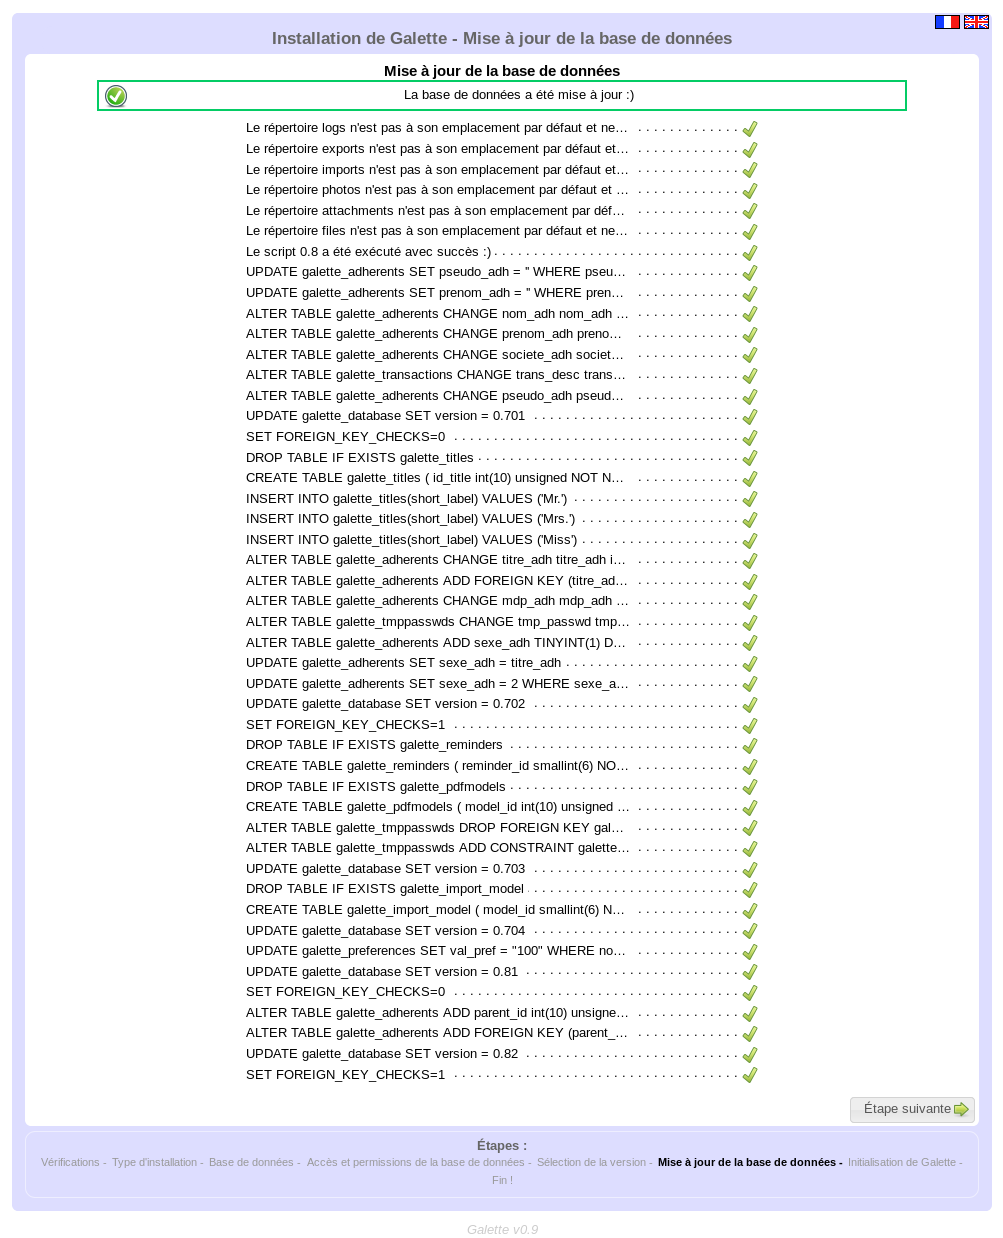 Installation de Galette - Mise à jour de la base de données
Mise à jour de la base de données
La base de données a été mise à jour :)
Le répertoire logs n'est pas à son emplacement par défaut et ne…
Le répertoire exports n'est pas à son emplacement par défaut et…
Le répertoire imports n'est pas à son emplacement par défaut et…
Le répertoire photos n'est pas à son emplacement par défaut et …
Le répertoire attachments n'est pas à son emplacement par déf…
Le répertoire files n'est pas à son emplacement par défaut et ne…
Le script 0.8 a été exécuté avec succès :)
UPDATE galette_adherents SET pseudo_adh = '' WHERE pseu…
UPDATE galette_adherents SET prenom_adh = '' WHERE pren…
ALTER TABLE galette_adherents CHANGE nom_adh nom_adh …
ALTER TABLE galette_adherents CHANGE prenom_adh preno…
ALTER TABLE galette_adherents CHANGE societe_adh societ…
ALTER TABLE galette_transactions CHANGE trans_desc trans…
ALTER TABLE galette_adherents CHANGE pseudo_adh pseud…
UPDATE galette_database SET version = 0.701
SET FOREIGN_KEY_CHECKS=0
DROP TABLE IF EXISTS galette_titles
CREATE TABLE galette_titles ( id_title int(10) unsigned NOT N…
INSERT INTO galette_titles(short_label) VALUES ('Mr.')
INSERT INTO galette_titles(short_label) VALUES ('Mrs.')
INSERT INTO galette_titles(short_label) VALUES ('Miss')
ALTER TABLE galette_adherents CHANGE titre_adh titre_adh i…
ALTER TABLE galette_adherents ADD FOREIGN KEY (titre_ad…
ALTER TABLE galette_adherents CHANGE mdp_adh mdp_adh …
ALTER TABLE galette_tmppasswds CHANGE tmp_passwd tmp…
ALTER TABLE galette_adherents ADD sexe_adh TINYINT(1) D…
UPDATE galette_adherents SET sexe_adh = titre_adh
UPDATE galette_adherents SET sexe_adh = 2 WHERE sexe_a…
UPDATE galette_database SET version = 0.702
SET FOREIGN_KEY_CHECKS=1
DROP TABLE IF EXISTS galette_reminders
CREATE TABLE galette_reminders ( reminder_id smallint(6) NO…
DROP TABLE IF EXISTS galette_pdfmodels
CREATE TABLE galette_pdfmodels ( model_id int(10) unsigned …
ALTER TABLE galette_tmppasswds DROP FOREIGN KEY gal…
ALTER TABLE galette_tmppasswds ADD CONSTRAINT galette…
UPDATE galette_database SET version = 0.703
DROP TABLE IF EXISTS galette_import_model
CREATE TABLE galette_import_model ( model_id smallint(6) N…
UPDATE galette_database SET version = 0.704
UPDATE galette_preferences SET val_pref = "100" WHERE no…
UPDATE galette_database SET version = 0.81
SET FOREIGN_KEY_CHECKS=0
ALTER TABLE galette_adherents ADD parent_id int(10) unsigne…
ALTER TABLE galette_adherents ADD FOREIGN KEY (parent_…
UPDATE galette_database SET version = 0.82
SET FOREIGN_KEY_CHECKS=1
Étape suivante
Étapes :
Vérifications - Type d'installation - Base de données - Accès et permissions de la base de données - Sélection de la version - Mise à jour de la base de données - Initialisation de Galette -
Fin !
Galette v0.9